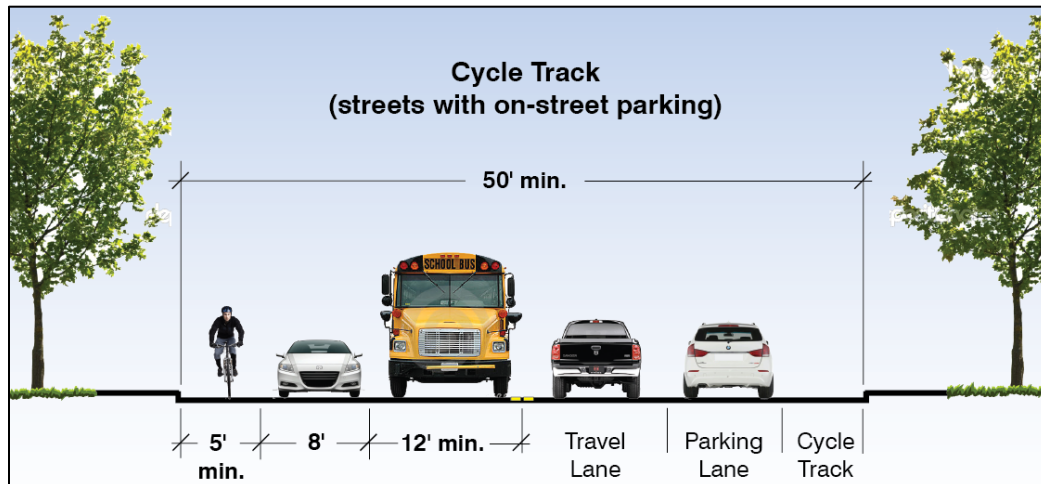 Cycle Track
(streets with on-street parking)
50' min.
SCHOOL BUS
5'
min.
8'
12' min.
Travel
Lane
Parking
Lane
Cycle
Track